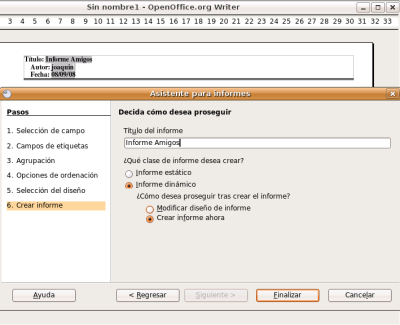 Sin nombre1 - OpenOffice.org Writer
3 4 5 6 7 8 9 10 11 12 13 14 15 16 17 18 19 20 21 22 23 24 25 26 27 28 29 30 31 32 33
Título: Informe Amigos
Autor: joaquin
Fecha: 08/09/08
Asistente para informes
Pasos
1. Selección de campo
2. Campos de etiquetas
3. Agrupación
4. Opciones de ordenación
5. Selección del diseño
6. Crear informe
Decida cómo desea proseguir
Título del informe
Informe Amigos
¿Qué clase de informe desea crear?
Informe estático
Informe dinámico
¿Cómo desea proseguir tras crear el informe?
Modificar diseño de informe
Crear informe ahora
Ayuda
< Regresar
Siguiente >
Finalizar
Cancelar